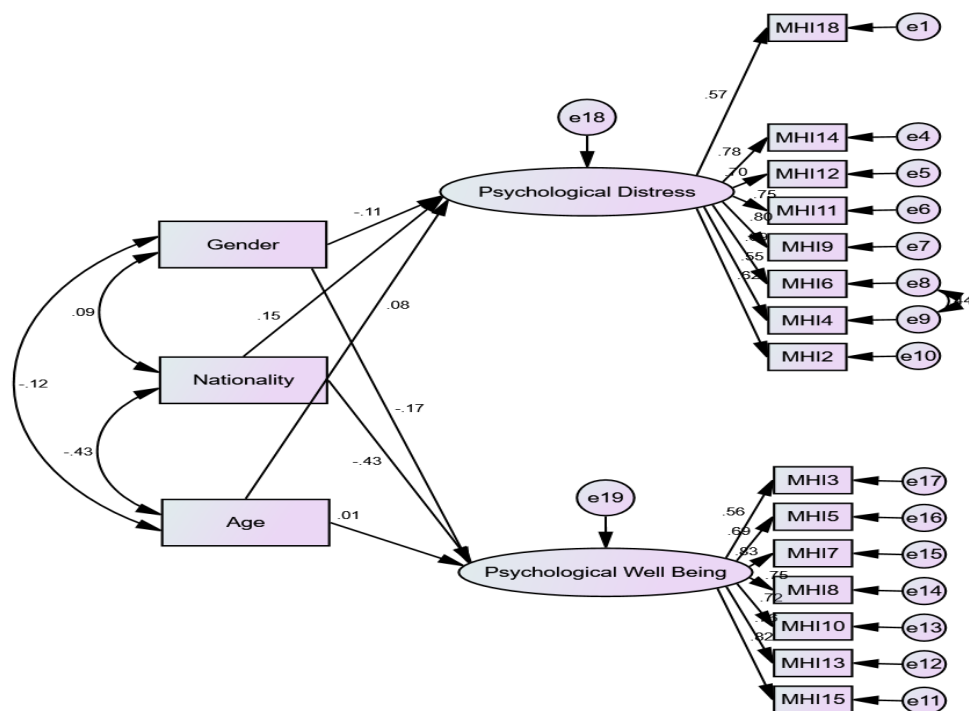 MHI18
e1
.57
e18
MHI14
e4
.78
MHI12
e5
.70
Psychological Distress
.75
MHI11
e6
.80
-.11
Gender
MHI9
e7
.55
MHI6
e8
.62
.09
.15
.08
MHI4
e9
MHI2
e10
Nationality
-.12
-.17
-.43
-.43
MHI3
e17
e19
.56
MHI5
e16
Age
.01
.69
.83
MHI7
e15
Psychological Well Being
.75
MHI8
e14
.72
MHI10
e13
.82
MHI13
e12
MHI15
e11